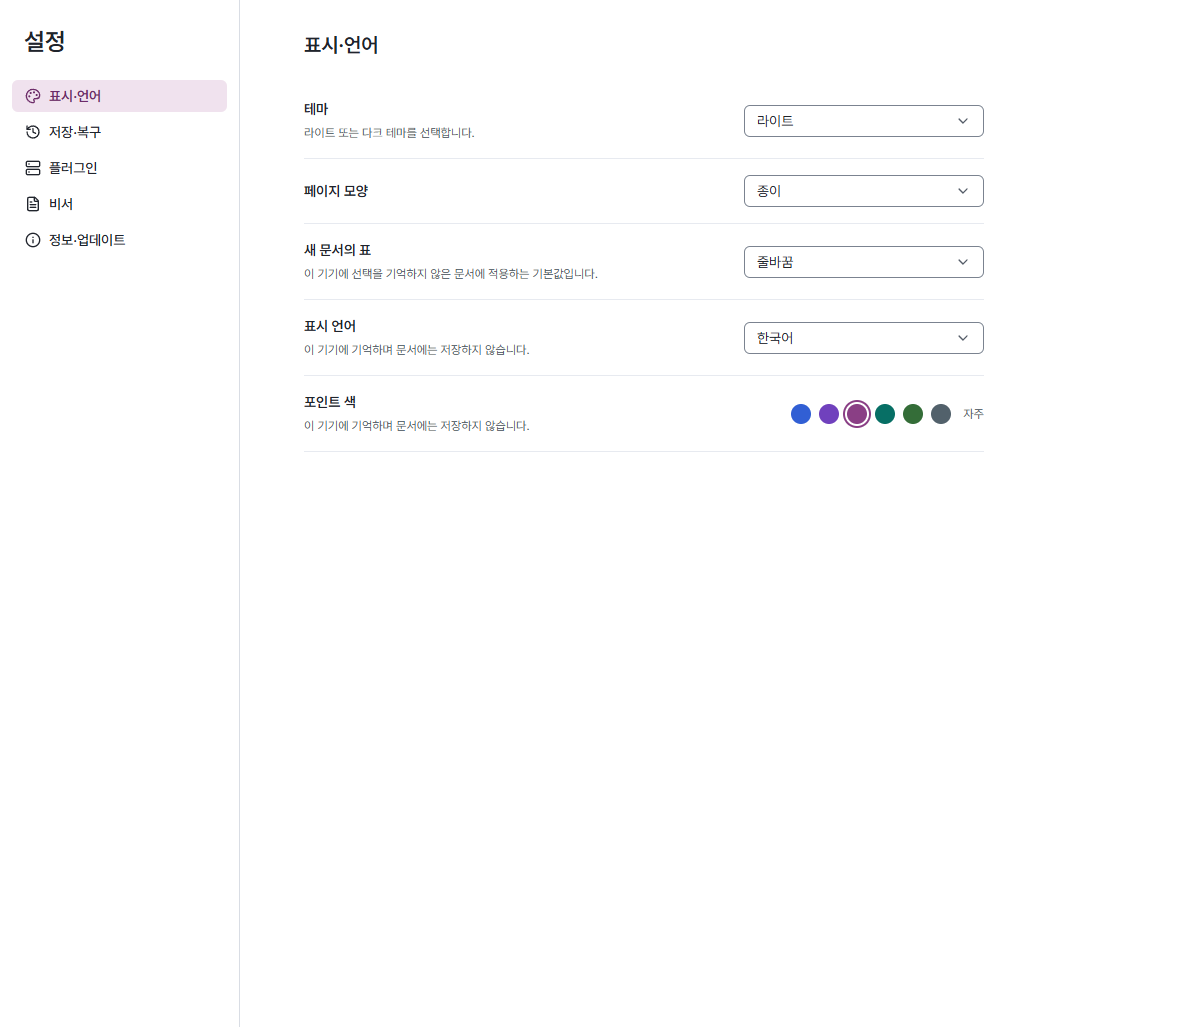 설정
표시·언어
저장·복구
플러그인
비서
정보·업데이트
표시·언어
테마
라이트 또는 다크 테마를 선택합니다.
라이트
페이지 모양
종이
새 문서의 표
이 기기에 선택을 기억하지 않은 문서에 적용하는 기본값입니다.
줄바꿈
표시 언어
이 기기에 기억하며 문서에는 저장하지 않습니다.
한국어
포인트 색
이 기기에 기억하며 문서에는 저장하지 않습니다.
자주